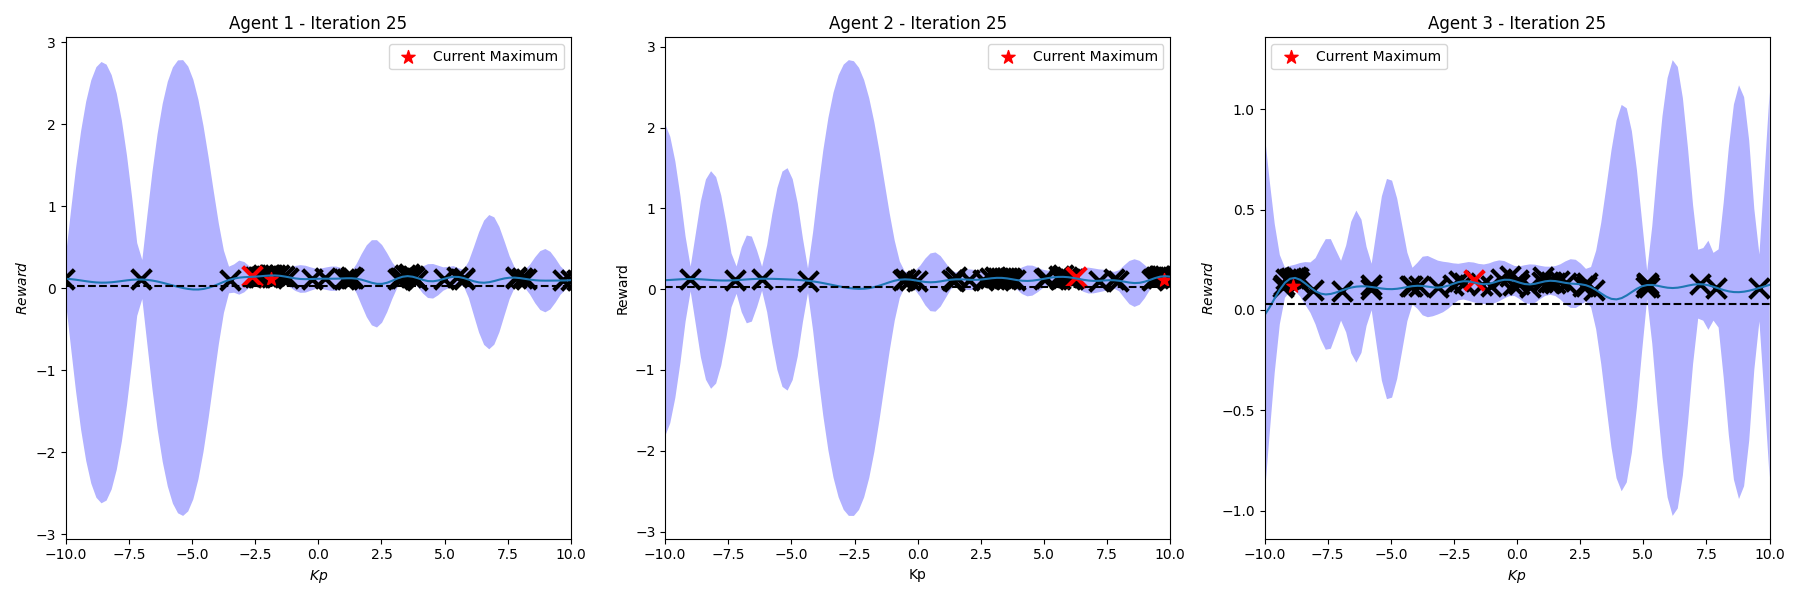 Agent 1 - Iteration 25
Current Maximum
Reward
3
2
1
0
−1
−2
−3
−10.0 −7.5 −5.0 −2.5 0.0 2.5 5.0 7.5 10.0
Kp
Agent 2 - Iteration 25
Current Maximum
Reward
3
2
1
0
−1
−2
−3
−10.0 −7.5 −5.0 −2.5 0.0 2.5 5.0 7.5 10.0
Kp
Agent 3 - Iteration 25
Current Maximum
Reward
1.0
0.5
0.0
−0.5
−1.0
−10.0 −7.5 −5.0 −2.5 0.0 2.5 5.0 7.5 10.0
Kp